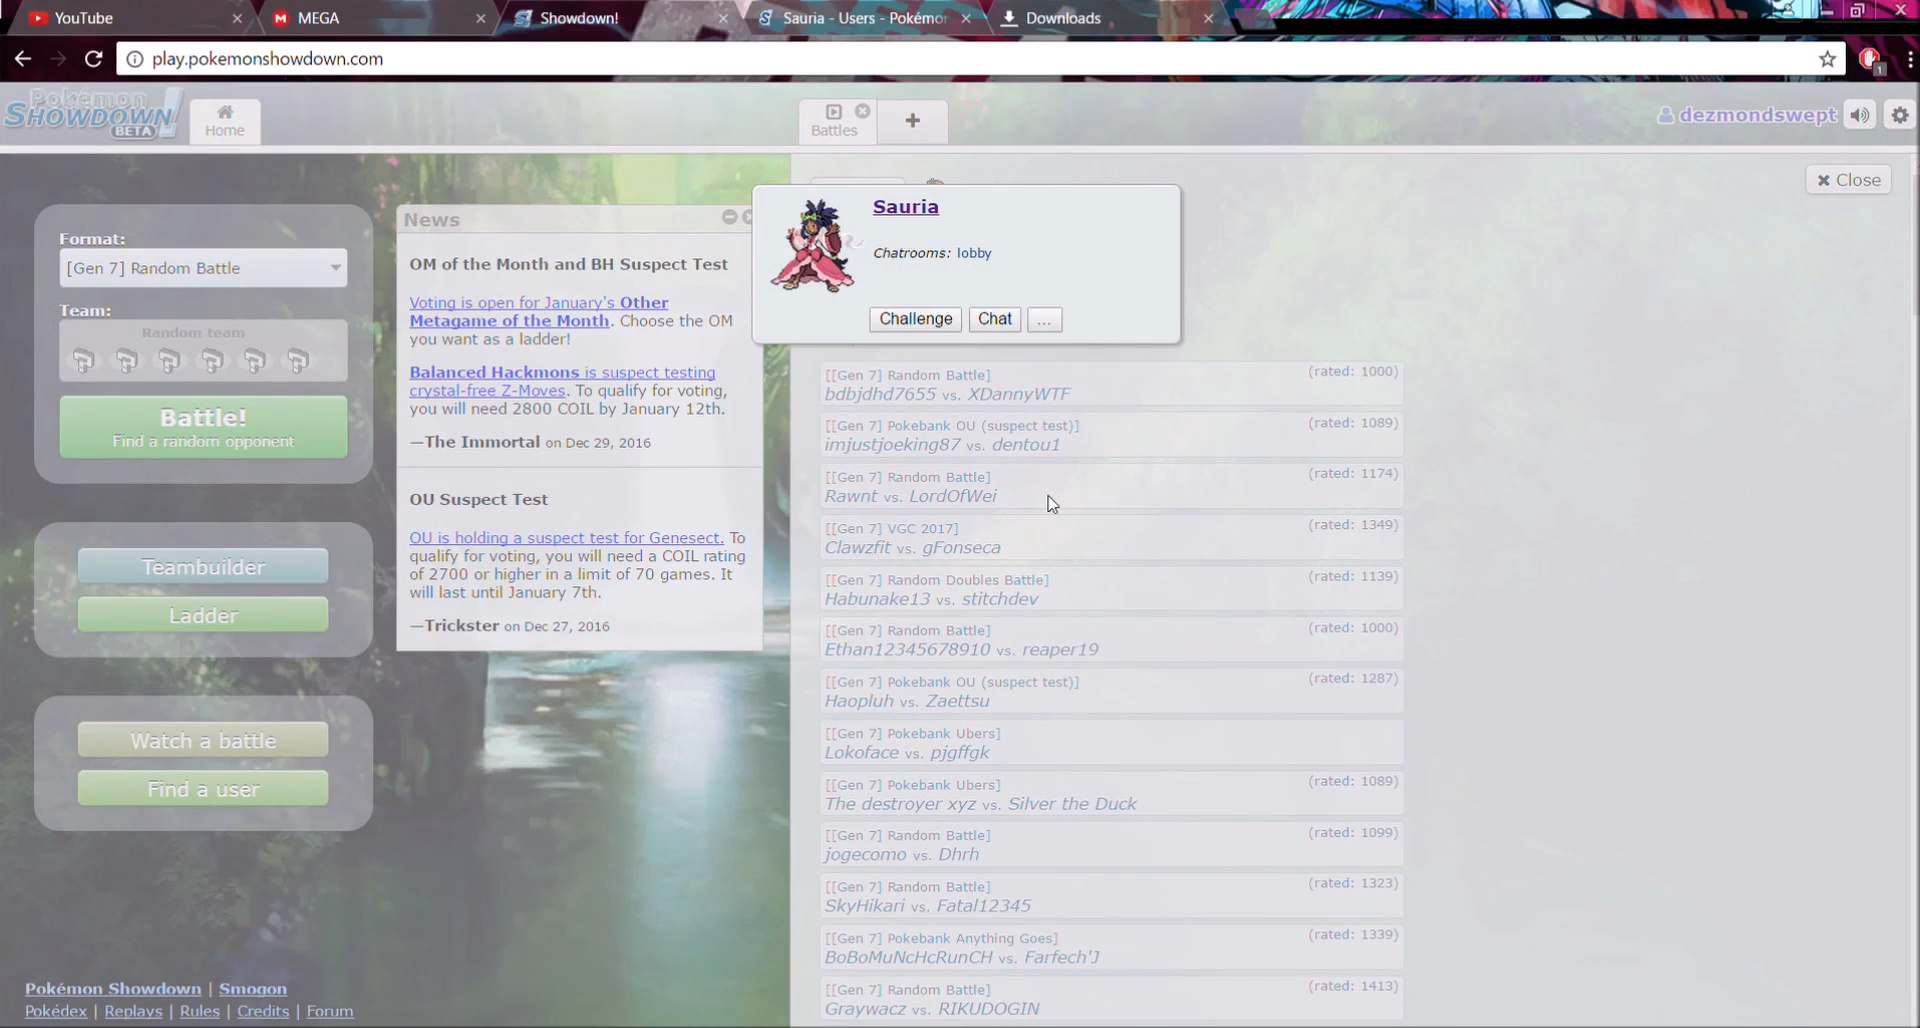 YouTube
MEGA
Showdown!
Sauria - Users - Pokémon
Downloads
play.pokemonshowdown.com
1
Pokémon
SHOWDOWN!
BETA
Home
Battles
+
dezmondswept
Close
Format:
[Gen 7] Random Battle
Team:
Random team
Battle!
Find a random opponent
Teambuilder
Ladder
Watch a battle
Find a user
Pokémon Showdown | Smogon
Pokédex | Replays | Rules | Credits | Forum
News
OM of the Month and BH Suspect Test
Voting is open for January's Other
Metagame of the Month. Choose the OM
you want as a ladder!
Balanced Hackmons is suspect testing
crystal-free Z-Moves. To qualify for voting,
you will need 2800 COIL by January 12th.
—The Immortal on Dec 29, 2016
OU Suspect Test
OU is holding a suspect test for Genesect. To
qualify for voting, you will need a COIL rating
of 2700 or higher in a limit of 70 games. It
will last until January 7th.
—Trickster on Dec 27, 2016
Sauria
Chatrooms: lobby
Challenge
Chat
...
[[Gen 7] Random Battle] (rated: 1000)
bdbjdhd7655 vs. XDannyWTF
[[Gen 7] Pokebank OU (suspect test)] (rated: 1089)
imjustjoeking87 vs. dentou1
[[Gen 7] Random Battle] (rated: 1174)
Rawnt vs. LordOfWei
[[Gen 7] VGC 2017] (rated: 1349)
Clawzfit vs. gFonseca
[[Gen 7] Random Doubles Battle] (rated: 1139)
Habunake13 vs. stitchdev
[[Gen 7] Random Battle] (rated: 1000)
Ethan12345678910 vs. reaper19
[[Gen 7] Pokebank OU (suspect test)] (rated: 1287)
Haopluh vs. Zaettsu
[[Gen 7] Pokebank Ubers]
Lokoface vs. pjgffgk
[[Gen 7] Pokebank Ubers] (rated: 1089)
The destroyer xyz vs. Silver the Duck
[[Gen 7] Random Battle] (rated: 1099)
jogecomo vs. Dhrh
[[Gen 7] Random Battle] (rated: 1323)
SkyHikari vs. Fatal12345
[[Gen 7] Pokebank Anything Goes] (rated: 1339)
BoBoMuNcHcRunCH vs. Farfech'J
[[Gen 7] Random Battle] (rated: 1413)
Graywacz vs. RIKUDOGIN